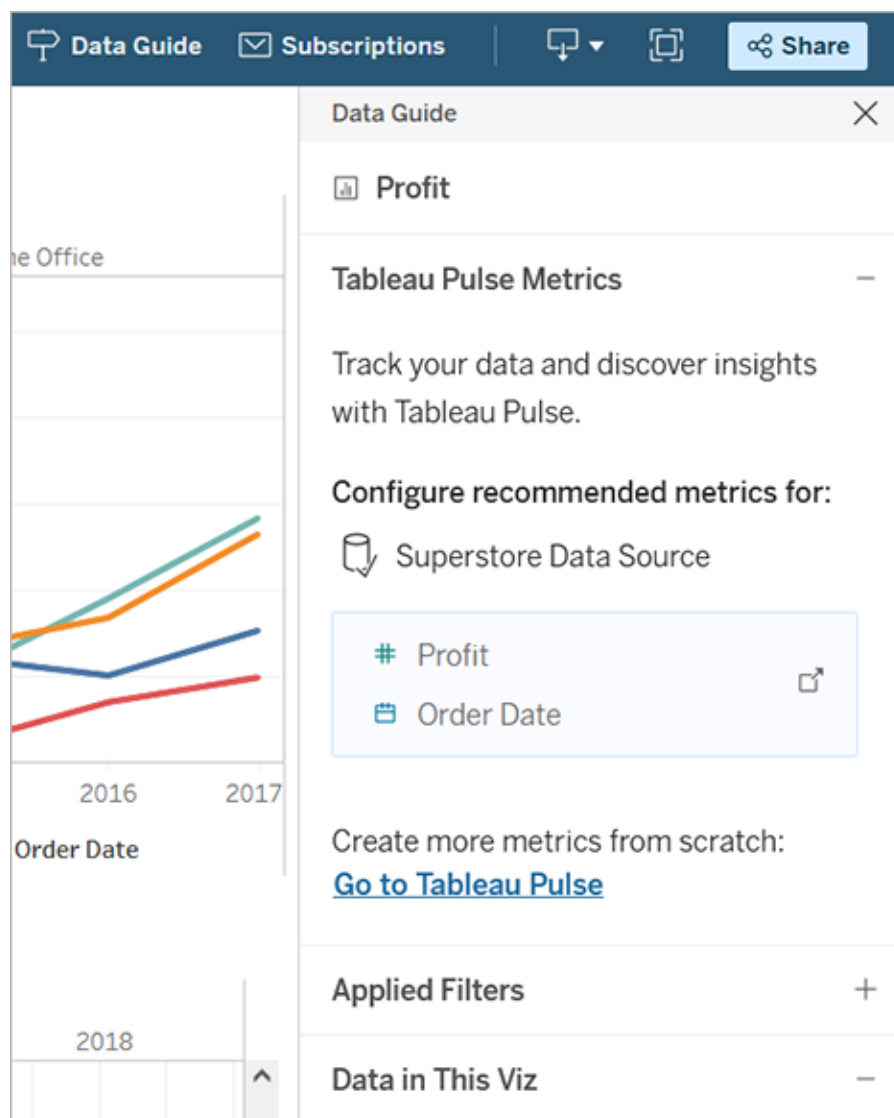 Data Guide
Subscriptions
Share
Data Guide
Profit
Office
Tableau Pulse Metrics
Track your data and discover insights
with Tableau Pulse.
Configure recommended metrics for:
Superstore Data Source
Profit
Order Date
2016
2017
Order Date
Create more metrics from scratch:
Go to Tableau Pulse
Applied Filters
2018
Data in This Viz